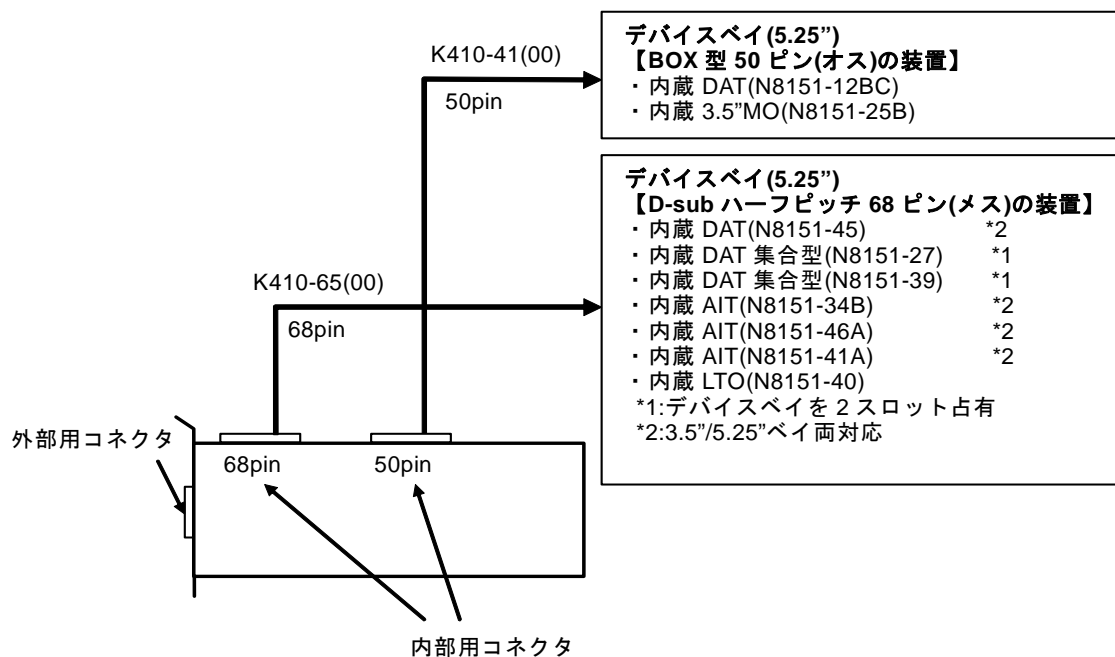 K410-41(00)
50pin
デバイスベイ(5.25”)
【BOX 型 50 ピン(オス)の装置】
・内蔵 DAT(N8151-12BC)
・内蔵 3.5”MO(N8151-25B)
デバイスベイ(5.25”)
【D-sub ハーフピッチ 68 ピン(メス)の装置】
・内蔵 DAT(N8151-45) *2
・内蔵 DAT 集合型(N8151-27) *1
・内蔵 DAT 集合型(N8151-39) *1
・内蔵 AIT(N8151-34B) *2
・内蔵 AIT(N8151-46A) *2
・内蔵 AIT(N8151-41A) *2
・内蔵 LTO(N8151-40)
*1:デバイスベイを 2 スロット占有
*2:3.5”/5.25”ベイ両対応
K410-65(00)
68pin
外部用コネクタ
68pin
50pin
内部用コネクタ